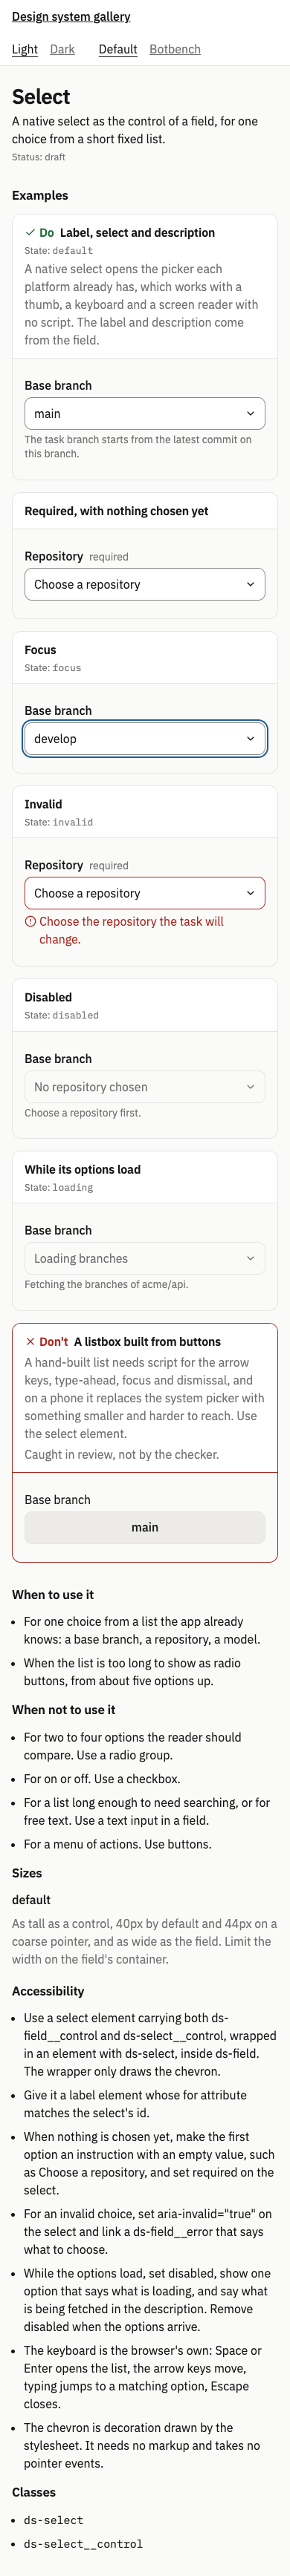 Design system gallery
Light Dark Default Botbench
Select
A native select as the control of a field, for one
choice from a short fixed list.
Status: draft
Examples
Do Label, select and description
State: default
A native select opens the picker each
platform already has, which works with a
thumb, a keyboard and a screen reader with
no script. The label and description come
from the field.
Base branch
main
The task branch starts from the latest commit on
this branch.
Required, with nothing chosen yet
Repository required
Choose a repository
Focus
State: focus
Base branch
develop
Invalid
State: invalid
Repository required
Choose a repository
Choose the repository the task will
change.
Disabled
State: disabled
Base branch
No repository chosen
Choose a repository first.
While its options load
State: loading
Base branch
Loading branches
Fetching the branches of acme/api.
Don't A listbox built from buttons
A hand-built list needs script for the arrow
keys, type-ahead, focus and dismissal, and
on a phone it replaces the system picker with
something smaller and harder to reach. Use
the select element.
Caught in review, not by the checker.
Base branch
main
When to use it
For one choice from a list the app already
knows: a base branch, a repository, a model.
When the list is too long to show as radio
buttons, from about five options up.
When not to use it
For two to four options the reader should
compare. Use a radio group.
For on or off. Use a checkbox.
For a list long enough to need searching, or for
free text. Use a text input in a field.
For a menu of actions. Use buttons.
Sizes
default
As tall as a control, 40px by default and 44px on a
coarse pointer, and as wide as the field. Limit the
width on the field's container.
Accessibility
Use a select element carrying both ds-
field__control and ds-select__control, wrapped
in an element with ds-select, inside ds-field.
The wrapper only draws the chevron.
Give it a label element whose for attribute
matches the select's id.
When nothing is chosen yet, make the first
option an instruction with an empty value, such
as Choose a repository, and set required on the
select.
For an invalid choice, set aria-invalid="true" on
the select and link a ds-field__error that says
what to choose.
While the options load, set disabled, show one
option that says what is loading, and say what
is being fetched in the description. Remove
disabled when the options arrive.
The keyboard is the browser's own: Space or
Enter opens the list, the arrow keys move,
typing jumps to a matching option, Escape
closes.
The chevron is decoration drawn by the
stylesheet. It needs no markup and takes no
pointer events.
Classes
ds-select
ds-select__control